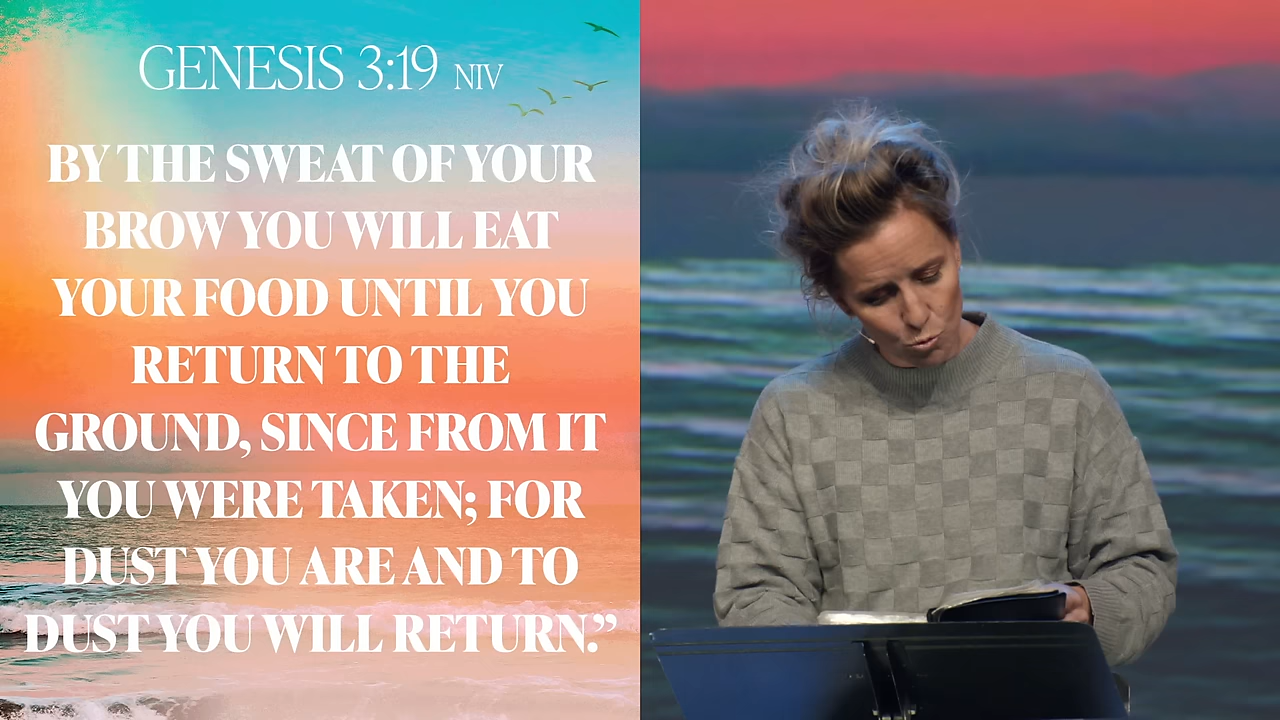 GENESIS 3:19 NIV
BY THE SWEAT OF YOUR
BROW YOU WILL EAT
YOUR FOOD UNTIL YOU
RETURN TO THE
GROUND, SINCE FROM IT
YOU WERE TAKEN; FOR
DUST YOU ARE AND TO
DUST YOU WILL RETURN.”